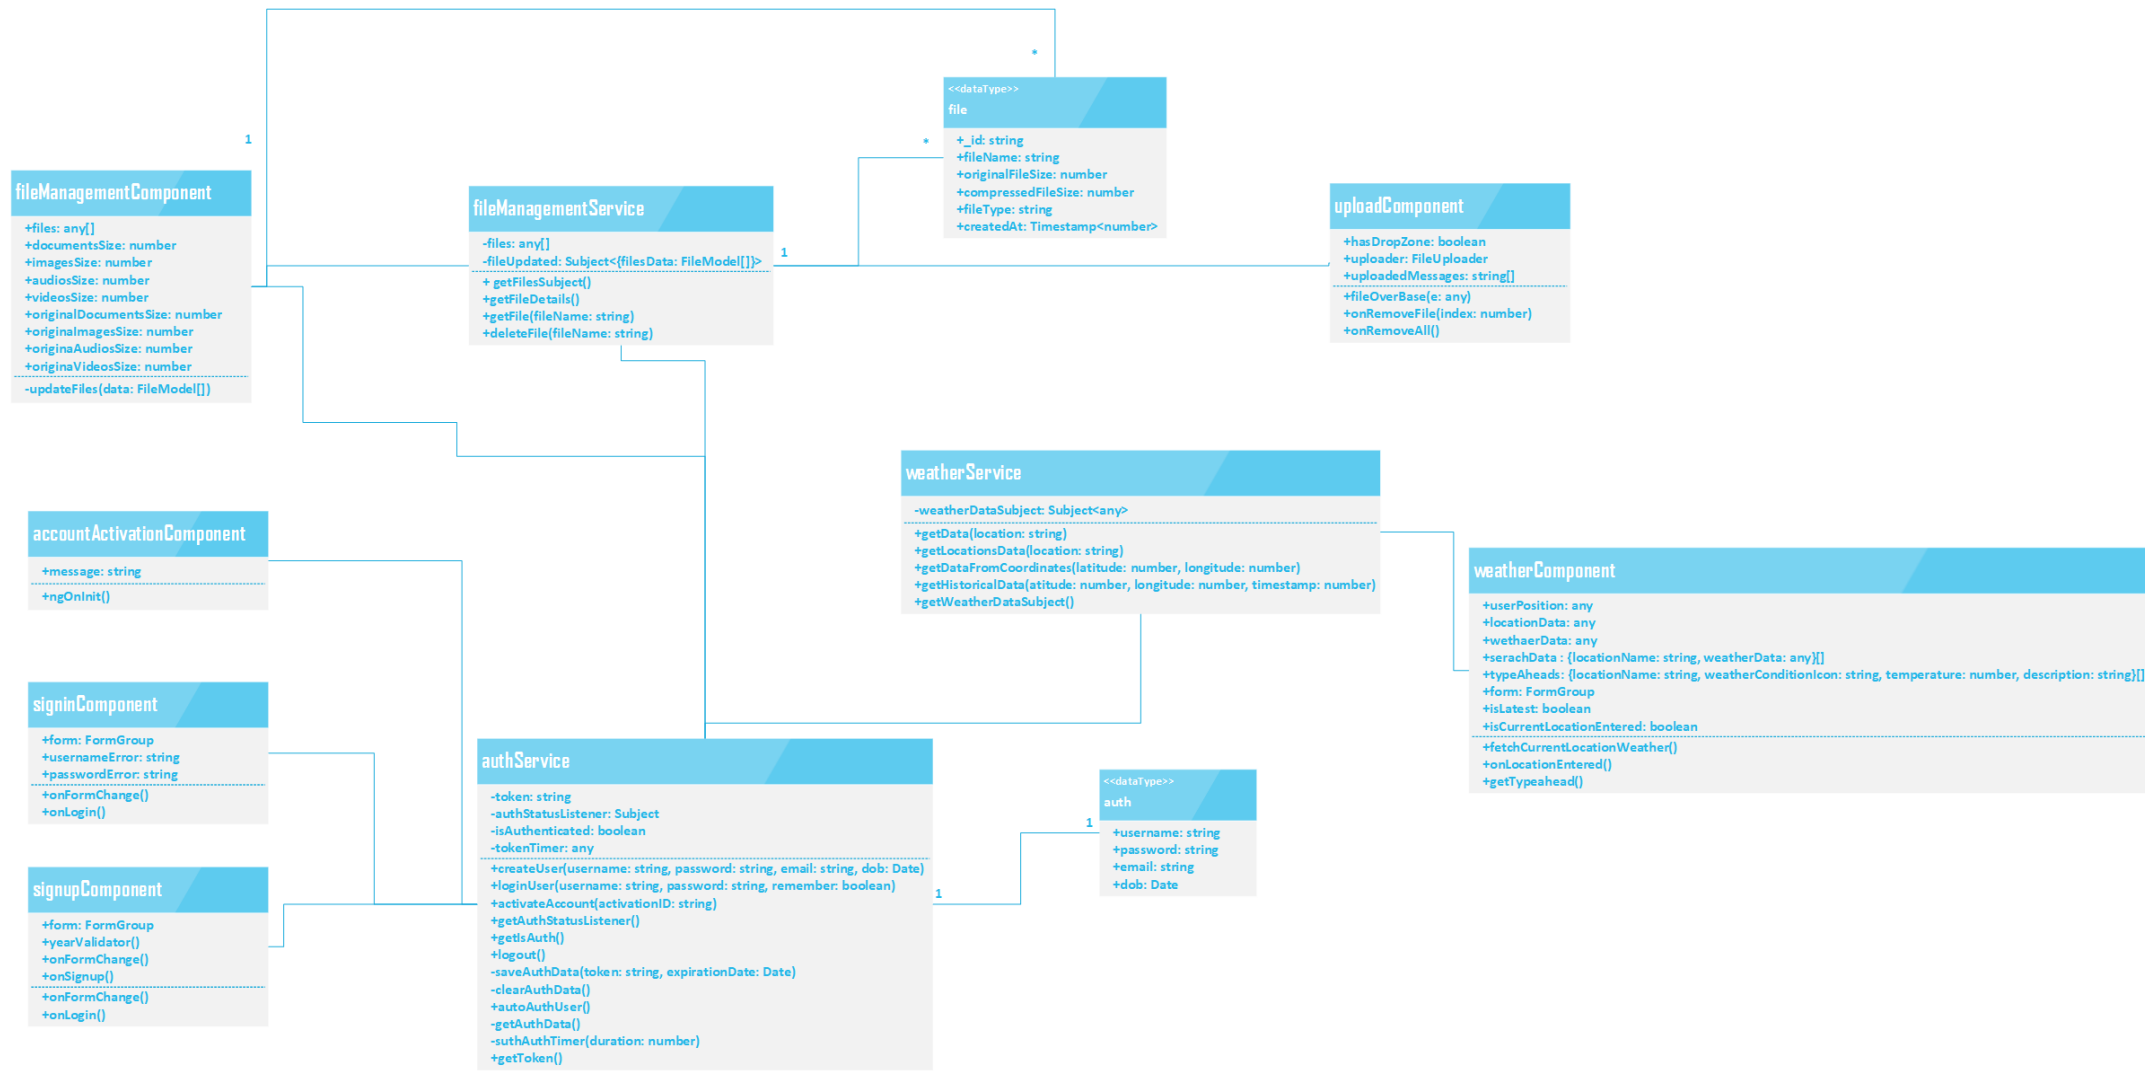 *
<<dataType>>
file
+_id: string
+fileName: string
+originalFileSize: number
+compressedFileSize: number
+fileType: string
+createdAt: Timestamp<number>
*
1
fileManagementComponent
+files: any[]
+documentsSize: number
+imagesSize: number
+audiosSize: number
+videosSize: number
+originalDocumentsSize: number
+originalImagesSize: number
+originaAudiosSize: number
+originaVideosSize: number
-updateFiles(data: FileModel[])
fileManagementService
-files: any[]
-fileUpdated: Subject<{filesData: FileModel[]}>
+ getFilesSubject()
+getFileDetails()
+getFile(fileName: string)
+deleteFile(fileName: string)
1
uploadComponent
+hasDropZone: boolean
+uploader: FileUploader
+uploadedMessages: string[]
+fileOverBase(e: any)
+onRemoveFile(index: number)
+onRemoveAll()
weatherService
-weatherDataSubject: Subject<any>
+getData(location: string)
+getLocationsData(location: string)
+getDataFromCoordinates(latitude: number, longitude: number)
+getHistoricalData(atitude: number, longitude: number, timestamp: number)
+getWeatherDataSubject()
weatherComponent
+userPosition: any
+locationData: any
+wethaerData: any
+serachData : {locationName: string, weatherData: any}[]
+typeAheads: {locationName: string, weatherConditionIcon: string, temperature: number, description: string}[]
+form: FormGroup
+isLatest: boolean
+isCurrentLocationEntered: boolean
+fetchCurrentLocationWeather()
+onLocationEntered()
+getTypeahead()
accountActivationComponent
+message: string
+ngOnInit()
signinComponent
+form: FormGroup
+usernameError: string
+passwordError: string
+onFormChange()
+onLogin()
signupComponent
+form: FormGroup
+yearValidator()
+onFormChange()
+onSignup()
+onFormChange()
+onLogin()
authService
-token: string
-authStatusListener: Subject
-isAuthenticated: boolean
-tokenTimer: any
+createUser(username: string, password: string, email: string, dob: Date)
+loginUser(username: string, password: string, remember: boolean)
+activateAccount(activationID: string)
+getAuthStatusListener()
+getIsAuth()
+logout()
-saveAuthData(token: string, expirationDate: Date)
-clearAuthData()
+autoAuthUser()
-getAuthData()
-suthAuthTimer(duration: number)
+getToken()
1
1
<<dataType>>
auth
+username: string
+password: string
+email: string
+dob: Date